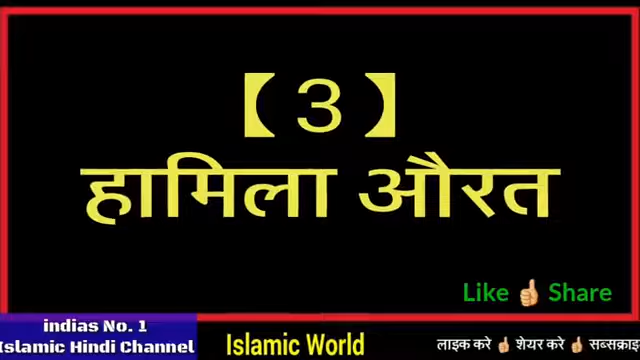 【 3 】
हामिला औरत
Like 👍🏼 Share
indias No. 1
Islamic Hindi Channel
Islamic World
लाइक करे 👍🏼 शेयर करे 👍🏼 सब्सक्राइ